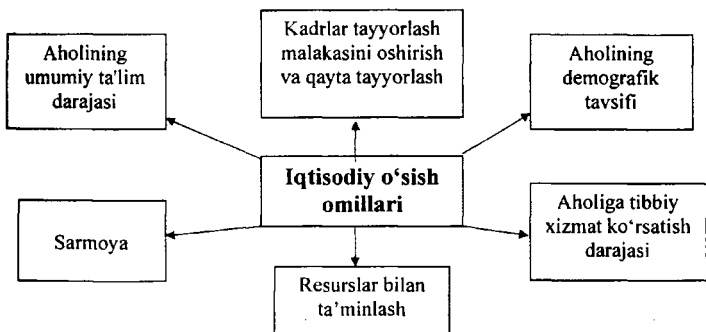 Kadrlar tayyorlash
malakasini oshirish
va qayta tayyorlash
Aholining
umumiy ta'lim
darajasi
Aholining
demografik
tavsifi
Iqtisodiy o‘sish
omillari
Sarmoya
Aholiga tibbiy
xizmat ko‘rsatish
darajasi
Resurslar bilan
ta’minlash